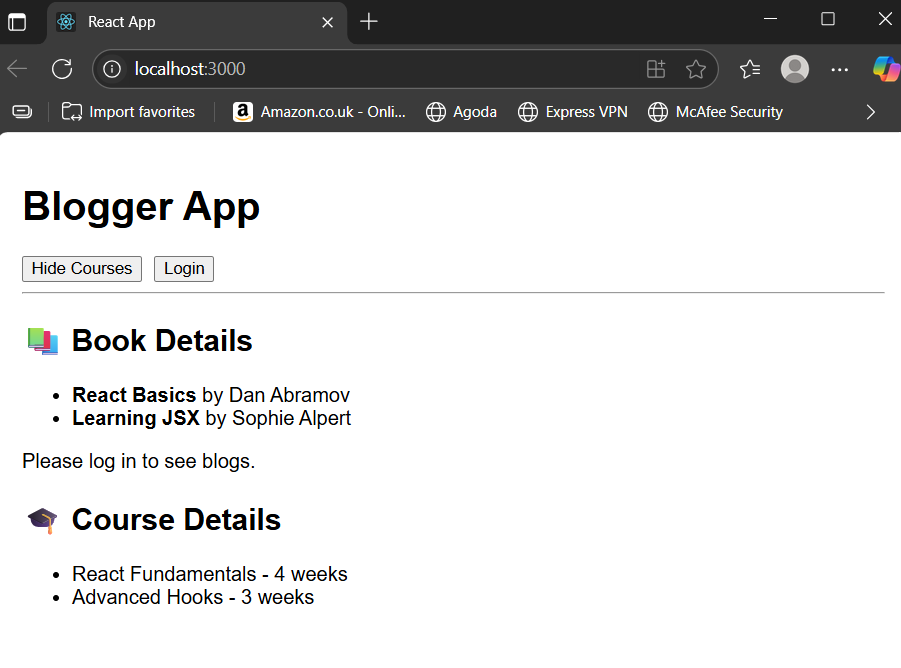 React App
localhost:3000
Import favorites
a Amazon.co.uk - Onli...
Agoda
Express VPN
McAfee Security
Blogger App
Hide Courses
Login
Book Details
• React Basics by Dan Abramov
• Learning JSX by Sophie Alpert
Please log in to see blogs.
Course Details
• React Fundamentals - 4 weeks
• Advanced Hooks - 3 weeks